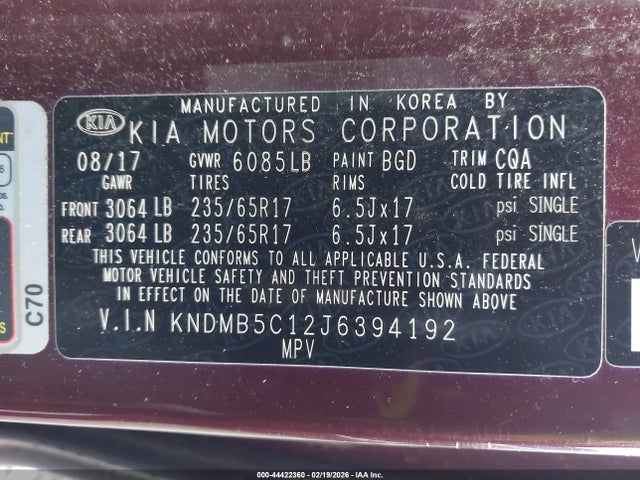 MANUFACTURED IN KOREA BY
KIA KIA MOTORS CORPORATION
08/17 GVWR 6085LB PAINT BGD TRIM CQA
GAWR TIRES RIMS COLD TIRE INFL
FRONT 3064 LB 235/65R17 6.5Jx17 psi SINGLE
REAR 3064 LB 235/65R17 6.5Jx17 psi SINGLE
THIS VEHICLE CONFORMS TO ALL APPLICABLE U.S.A. FEDERAL
MOTOR VEHICLE SAFETY AND THEFT PREVENTION STANDARDS
IN EFFECT ON THE DATE OF MANUFACTURE SHOWN ABOVE
V.I.N KNDMB5C12J6394192
MPV
C70
000-44422360 - 02/19/2026 - IAA Inc.